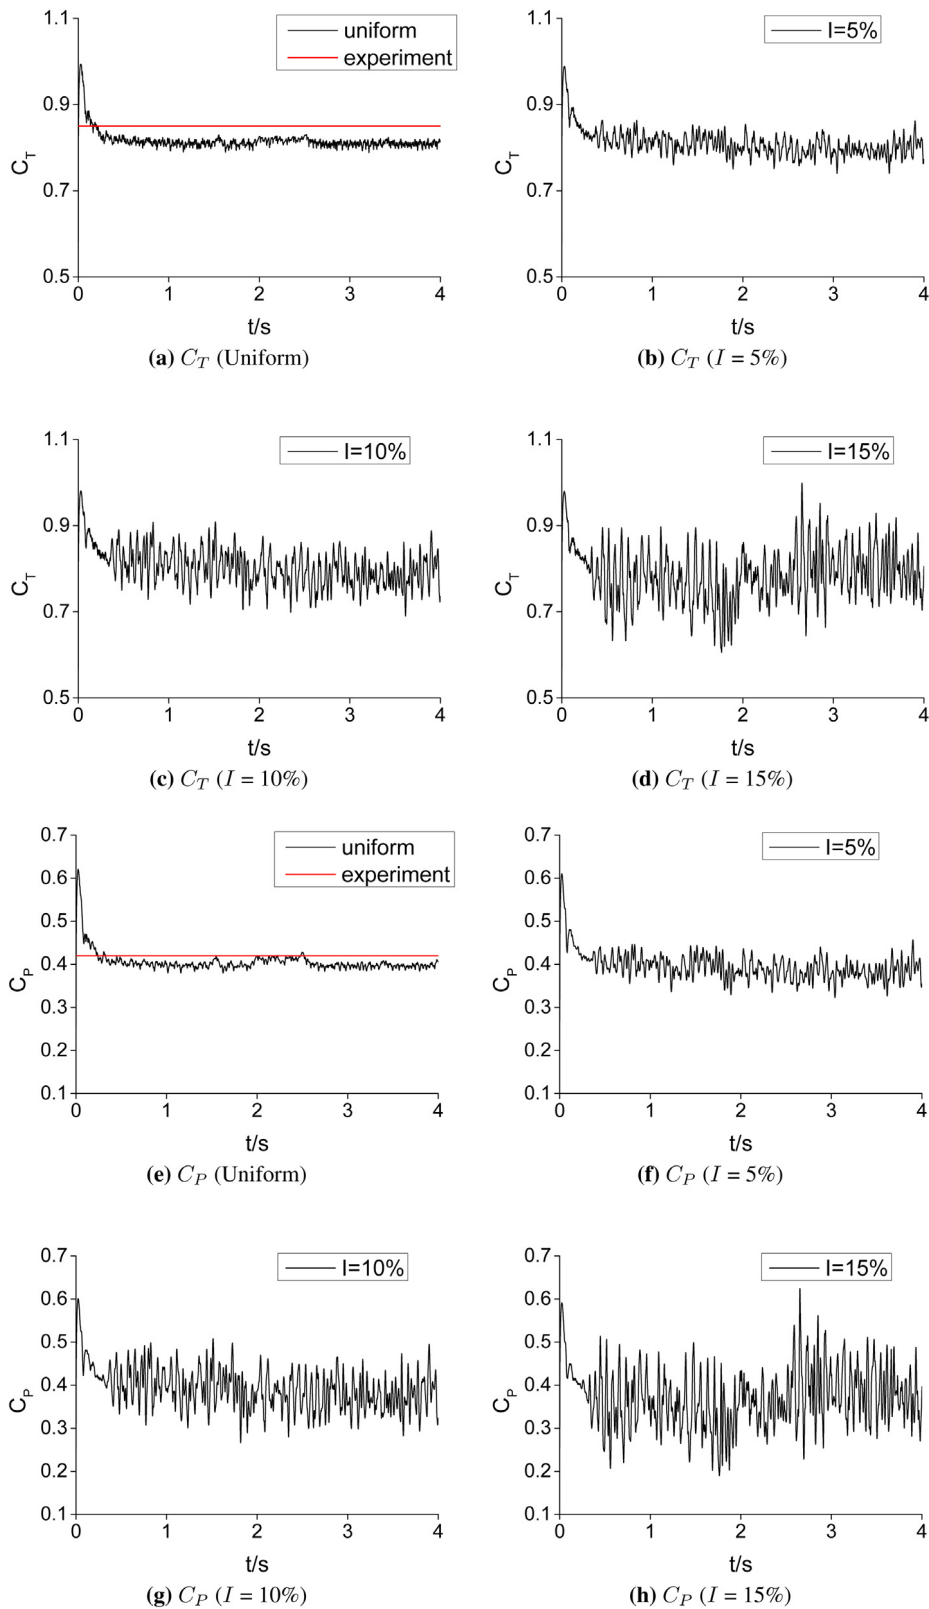 1.1
0.9
0.7
0.5
C_T
uniform
experiment
0 1 2 3 4
t/s
(a) C_T (Uniform)
1.1
0.9
0.7
0.5
C_T
I=5%
0 1 2 3 4
t/s
(b) C_T (I = 5%)
1.1
0.9
0.7
0.5
C_T
I=10%
0 1 2 3 4
t/s
(c) C_T (I = 10%)
1.1
0.9
0.7
0.5
C_T
I=15%
0 1 2 3 4
t/s
(d) C_T (I = 15%)
0.7
0.6
0.5
0.4
0.3
0.2
0.1
C_P
uniform
experiment
0 1 2 3 4
t/s
(e) C_P (Uniform)
0.7
0.6
0.5
0.4
0.3
0.2
0.1
C_P
I=5%
0 1 2 3 4
t/s
(f) C_P (I = 5%)
0.7
0.6
0.5
0.4
0.3
0.2
0.1
C_P
I=10%
0 1 2 3 4
t/s
(g) C_P (I = 10%)
0.7
0.6
0.5
0.4
0.3
0.2
0.1
C_P
I=15%
0 1 2 3 4
t/s
(h) C_P (I = 15%)